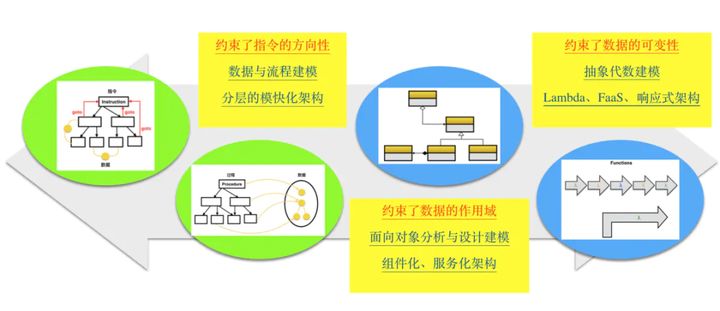 约束了指令的方向性
数据与流程建模
分层的模快化架构
约束了数据的可变性
抽象代数建模
Lambda、FaaS、响应式架构
指令
Instruction
goto
goto
goto
goto
数据
过程
Procedure
数据
Functions
λ
约束了数据的作用域
面向对象分析与设计建模
组件化、服务化架构